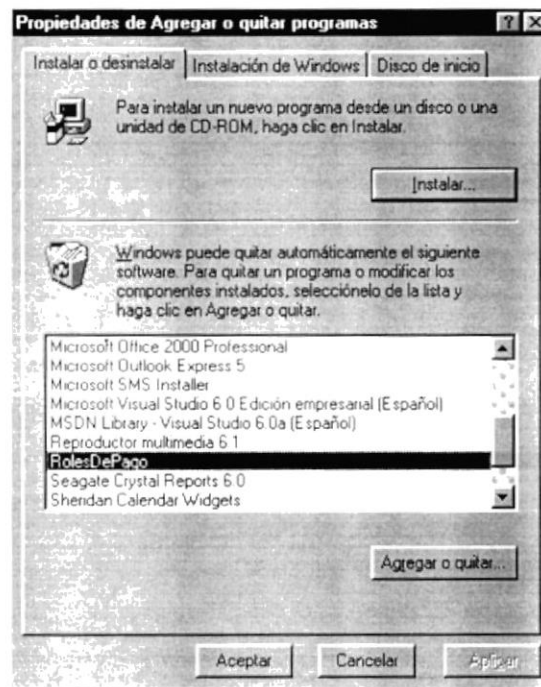 Propiedades de Agregar o quitar programas
Instalar o desinstalar
Instalación de Windows
Disco de inicio
Para instalar un nuevo programa desde un disco o una
unidad de CD-ROM, haga clic en Instalar.
Instalar...
Windows puede quitar automáticamente el siguiente
software. Para quitar un programa o modificar los
componentes instalados, selecciónelo de la lista y
haga clic en Agregar o quitar.
Microsoft Office 2000 Professional
Microsoft Outlook Express 5
Microsoft SMS Installer
Microsoft Visual Studio 6.0 Edición empresarial (Español)
MSDN Library - Visual Studio 6.0a (Español)
Reproductor multimedia 6.1
RolesDePago
Seagate Crystal Reports 6.0
Sheridan Calendar Widgets
Agregar o quitar...
Aceptar
Cancelar
Aplicar